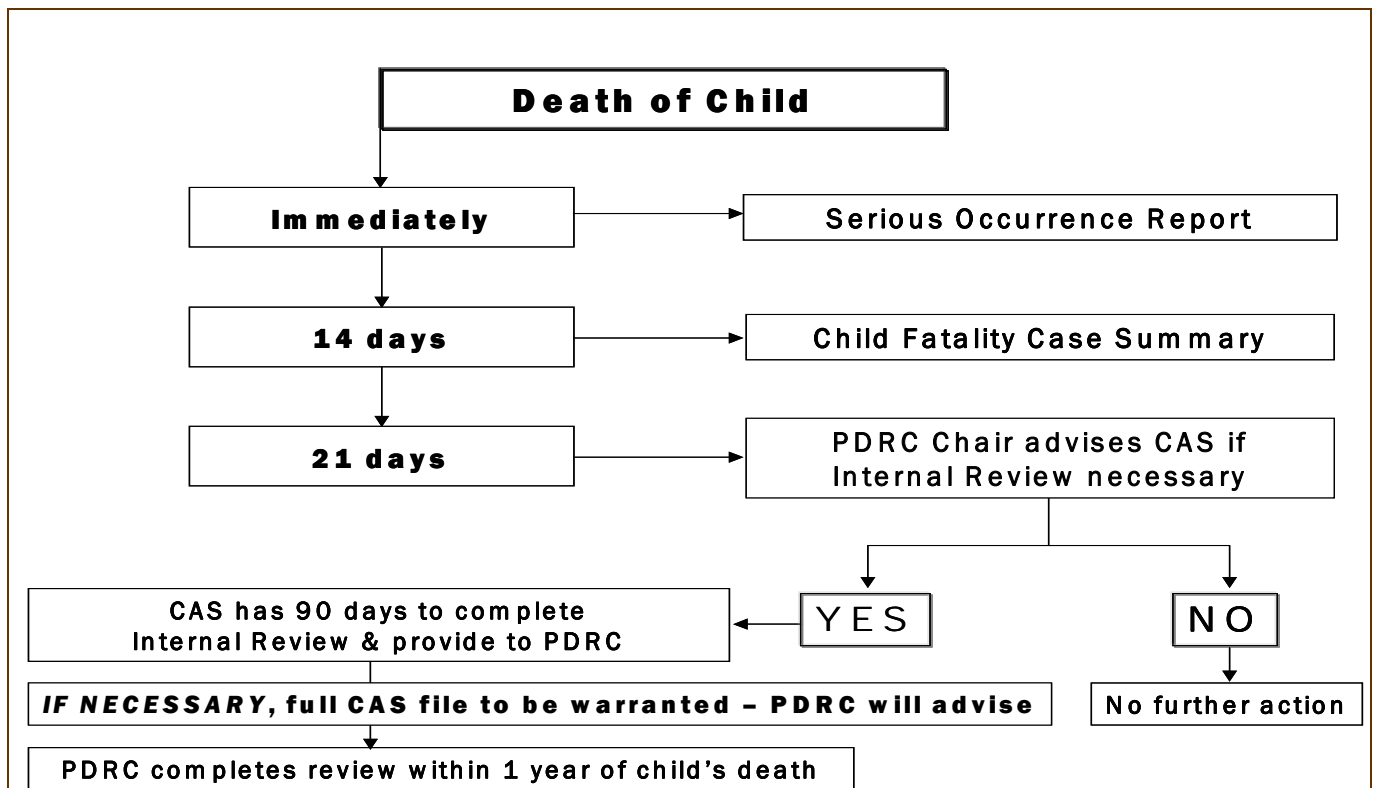 Death of Child
Immediately
Serious Occurrence Report
14 days
Child Fatality Case Summary
21 days
PDRC Chair advises CAS if
Internal Review necessary
YES
NO
CAS has 90 days to complete
Internal Review & provide to PDRC
IF NECESSARY, full CAS file to be warranted – PDRC will advise
No further action
PDRC completes review within 1 year of child's death